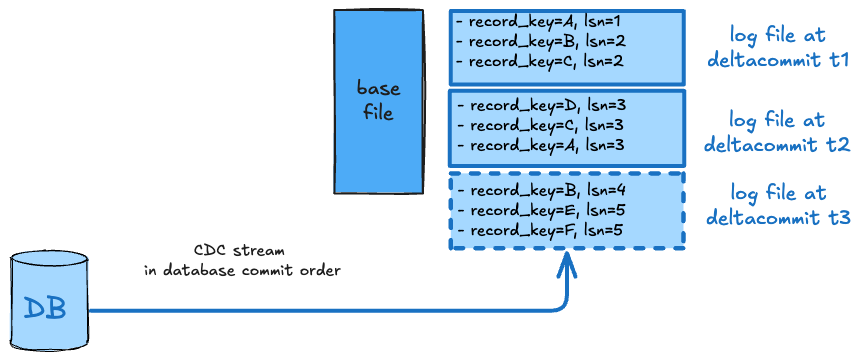 base
file
- record_key=A, lsn=1
- record_key=B, lsn=2
- record_key=C, lsn=2
log file at
deltacommit t1
- record_key=D, lsn=3
- record_key=C, lsn=3
- record_key=A, lsn=3
log file at
deltacommit t2
- record_key=B, lsn=4
- record_key=E, lsn=5
- record_key=F, lsn=5
log file at
deltacommit t3
CDC stream
in database commit order
DB